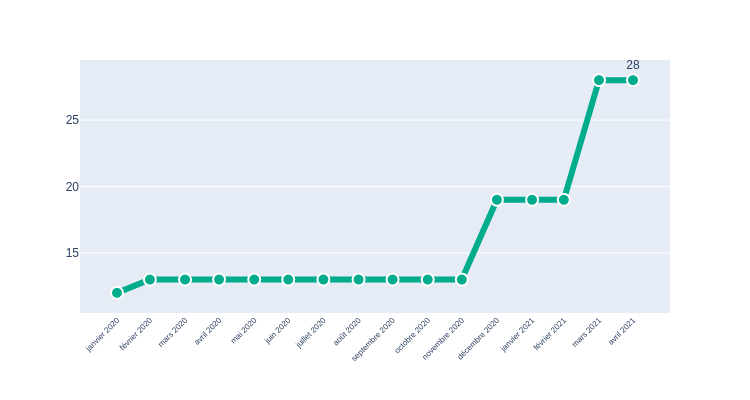 28
25
20
15
janvier 2020
février 2020
mars 2020
avril 2020
mai 2020
juin 2020
juillet 2020
août 2020
septembre 2020
octobre 2020
novembre 2020
décembre 2020
janvier 2021
février 2021
mars 2021
avril 2021